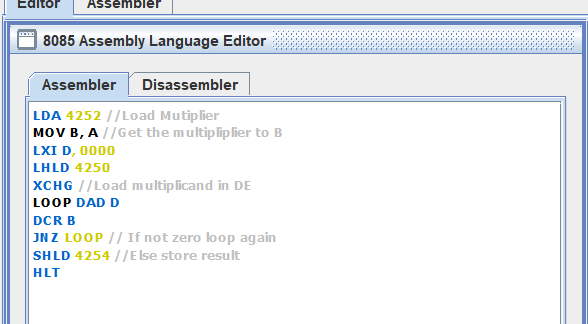 Editor Assembler
8085 Assembly Language Editor
Assembler Disassembler
LDA 4252 //Load Mutiplier
MOV B, A //Get the multipliplier to B
LXI D, 0000
LHLD 4250
XCHG //Load multiplicand in DE
LOOP DAD D
DCR B
JNZ LOOP // If not zero loop again
SHLD 4254 //Else store result
HLT